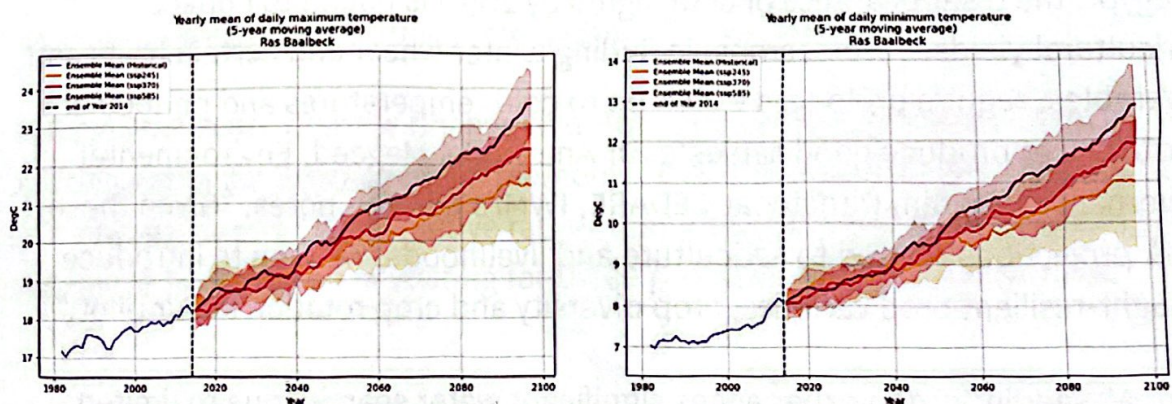 Yearly mean of daily maximum temperature
(5-year moving average)
Ras Baalbeck
Ensemble Mean (Historical)
Ensemble Mean (ssp245)
Ensemble Mean (ssp370)
Ensemble Mean (ssp585)
end of Year 2014
DegC
24
23
22
21
20
19
18
17
1980 2000 2020 2040 2060 2080 2100
Year
Yearly mean of daily minimum temperature
(5-year moving average)
Ras Baalbeck
Ensemble Mean (Historical)
Ensemble Mean (ssp245)
Ensemble Mean (ssp370)
Ensemble Mean (ssp585)
end of Year 2014
DegC
14
13
12
11
10
9
8
7
1980 2000 2020 2040 2060 2080 2100
Year